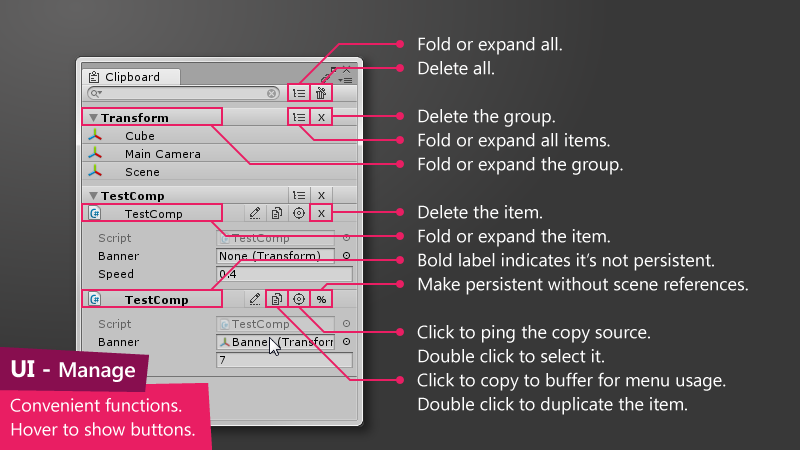 Clipboard
Transform
X
Cube
Main Camera
Scene
TestComp
X
TestComp
X
Script
TestComp
Banner
None (Transform)
Speed
0.4
TestComp
%
Script
TestComp
Banner
Banner (Transforr
7
Fold or expand all.
Delete all.
Delete the group.
Fold or expand all items.
Fold or expand the group.
Delete the item.
Fold or expand the item.
Bold label indicates it's not persistent.
Make persistent without scene references.
Click to ping the copy source.
Double click to select it.
Click to copy to buffer for menu usage.
Double click to duplicate the item.
UI - Manage
Convenient functions.
Hover to show buttons.